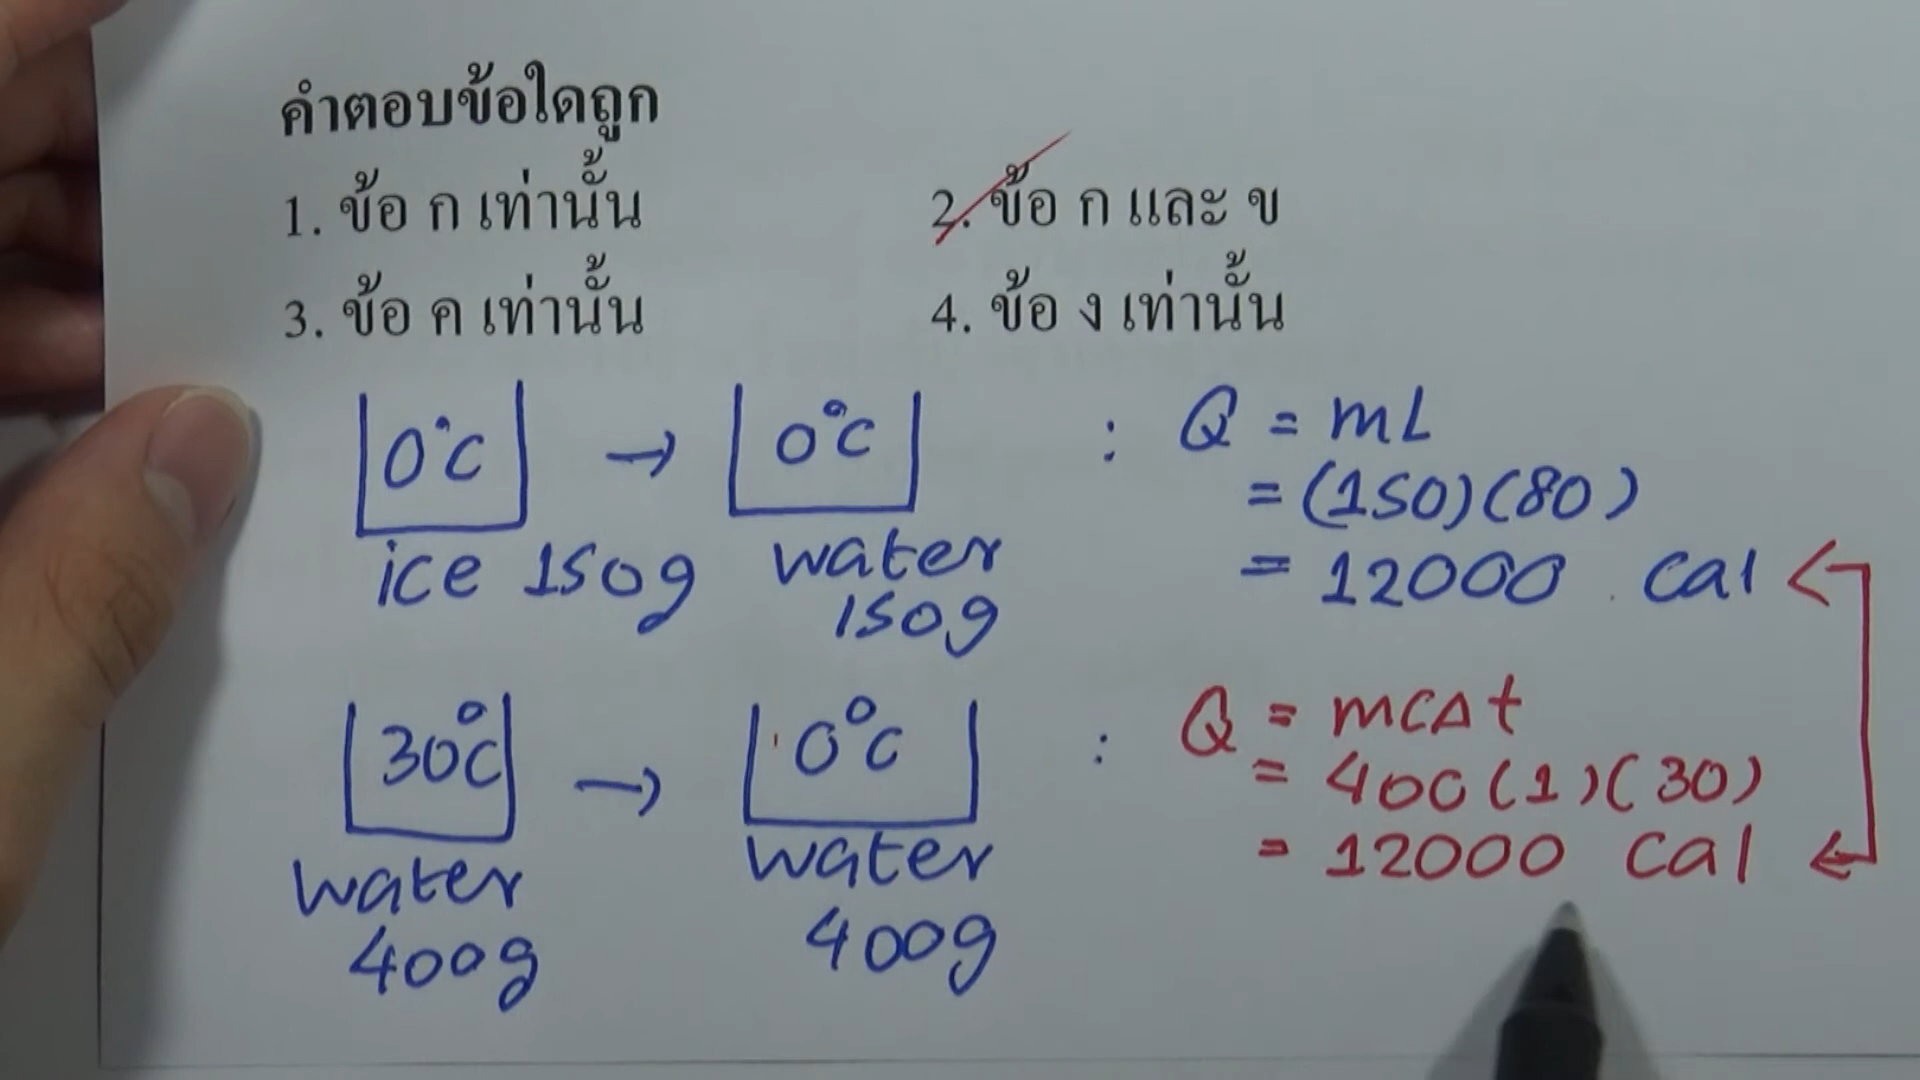 คำตอบข้อใดถูก
1. ข้อ ก เท่านั้น
2. ข้อ ก และ ข
3. ข้อ ค เท่านั้น
4. ข้อ ง เท่านั้น
0°C → 0°C : Q = mL
= (150)(80)
ice 150g water 150g
= 12000 cal
30°C → 0°C : Q = mcΔt
= 400(1)(30)
= 12000 cal
water 400g
water 400g